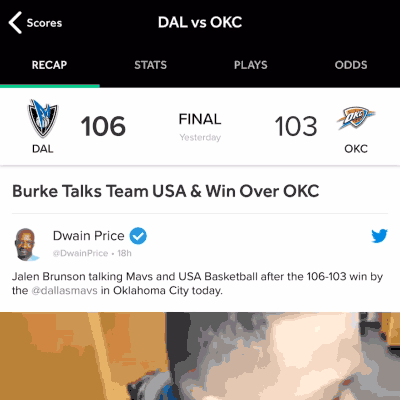 Scores
DAL vs OKC
RECAP
STATS
PLAYS
ODDS
106
FINAL
Yesterday
103
DAL
OKC
Burke Talks Team USA & Win Over OKC
Dwain Price
@DwainPrice • 18h
Jalen Brunson talking Mavs and USA Basketball after the 106-103 win by
the @dallasmavs in Oklahoma City today.